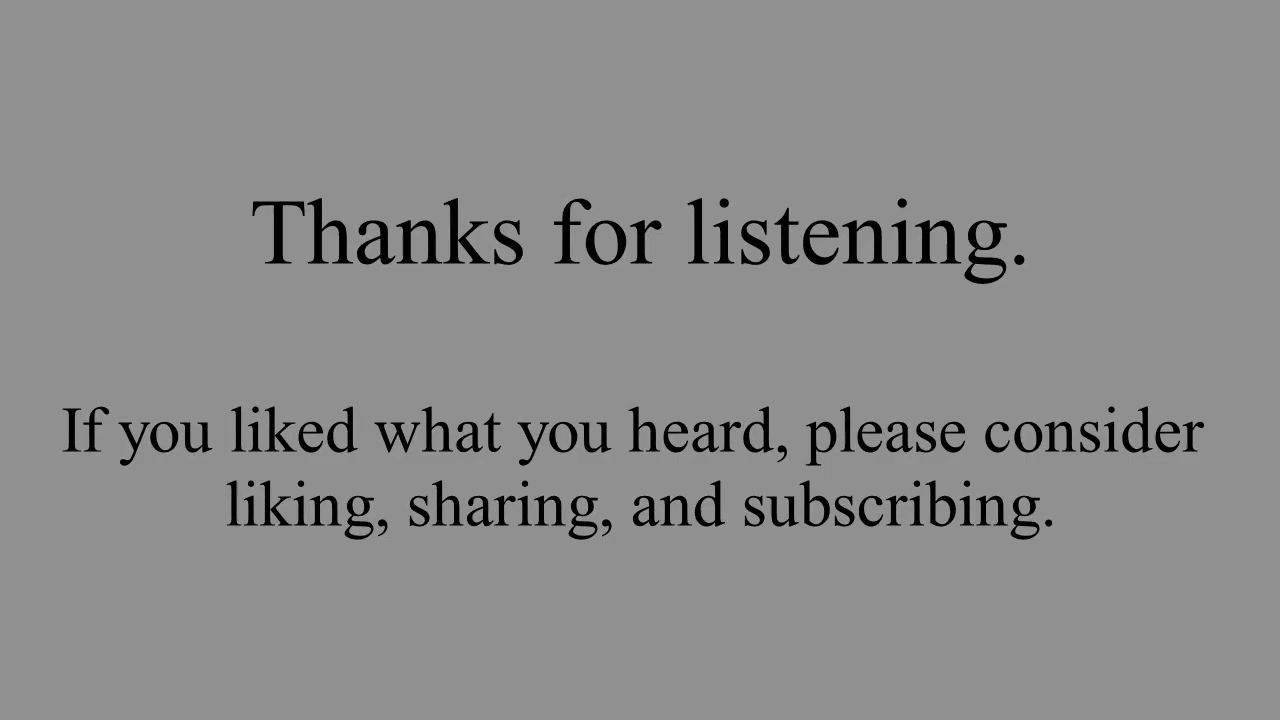 Thanks for listening.
If you liked what you heard, please consider
liking, sharing, and subscribing.